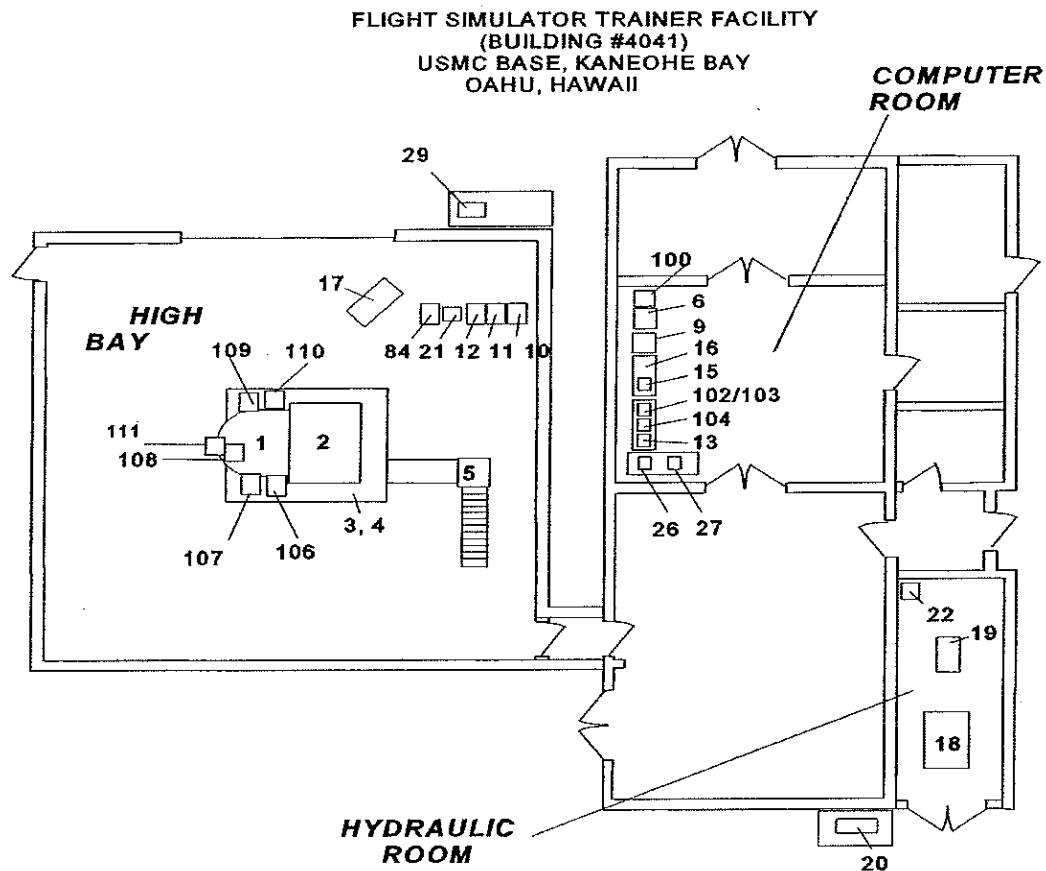 FLIGHT SIMULATOR TRAINER FACILITY
(BUILDING #4041)
USMC BASE, KANEOHE BAY
OAHU, HAWAII
COMPUTER
ROOM
29
100
17
6
HIGH
BAY
9
84 21 12 11 10
16
109
110
15
102/103
111
1
2
104
108
13
5
3, 4
26
27
107
106
22
19
18
HYDRAULIC
ROOM
20